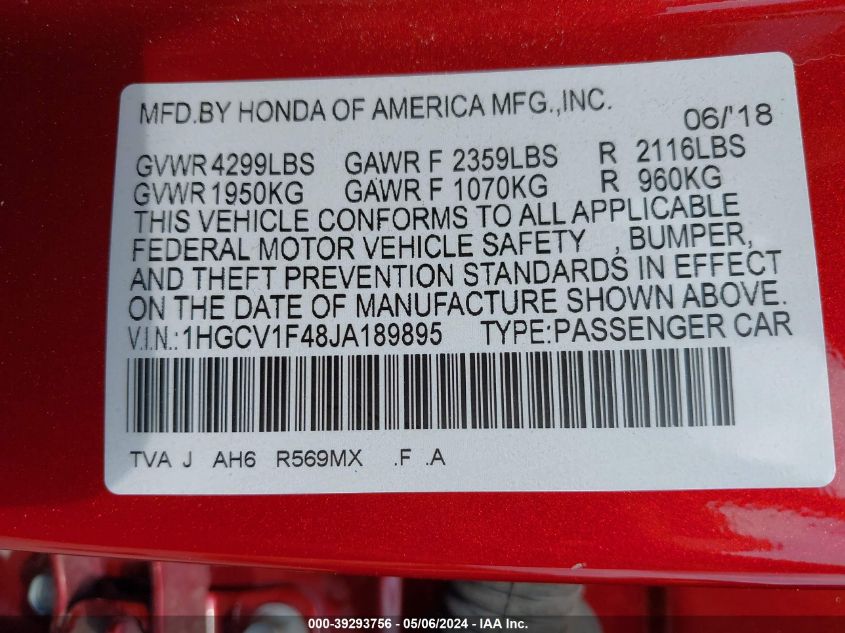 MFD.BY HONDA OF AMERICA MFG.,INC. 06/'18
GVWR 4299LBS GAWR F 2359LBS R 2116LBS
GVWR 1950KG GAWR F 1070KG R 960KG
THIS VEHICLE CONFORMS TO ALL APPLICABLE
FEDERAL MOTOR VEHICLE SAFETY , BUMPER,
AND THEFT PREVENTION STANDARDS IN EFFECT
ON THE DATE OF MANUFACTURE SHOWN ABOVE.
V.I.N.: 1HGCV1F48JA189895 TYPE:PASSENGER CAR
TVA J AH6 R569MX .F .A
000-39293756 - 05/06/2024 - IAAI Inc.